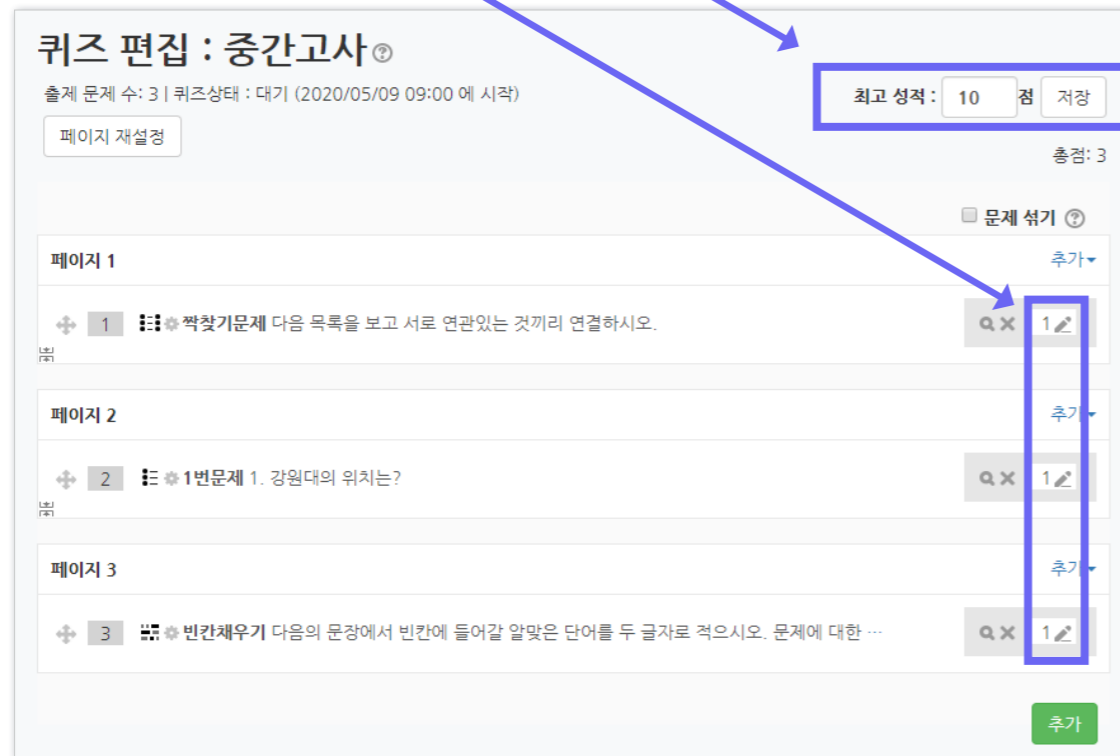 퀴즈 편집 : 중간고사
출제 문제 수: 3 | 퀴즈상태 : 대기 (2020/05/09 09:00 에 시작)
최고 성적 : 10 점 저장
페이지 재설정
총점: 3
문제 섞기
페이지 1 추가
1 짝찾기문제 다음 목록을 보고 서로 연관있는 것끼리 연결하시오. 1
페이지 2 추가
2 1번문제 1. 강원대의 위치는? 1
페이지 3 추가
3 빈칸채우기 다음의 문장에서 빈칸에 들어갈 알맞은 단어를 두 글자로 적으시오. 문제에 대한 … 1
추가